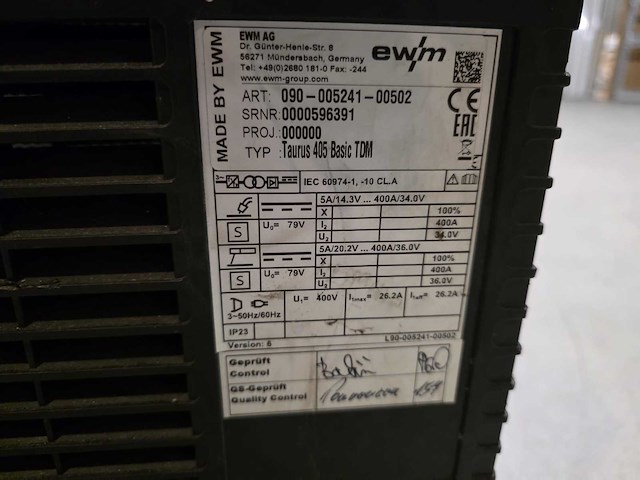 MADE BY EWM
EWM AG
Dr. Günter-Henle-Str. 8
56271 Mündersbach, Germany
Tel: +49(0)2680 181-0 Fax: -244
www.ewm-group.com
ewm
ART: 090-005241-00502
SRNR: 0000596391
PROJ.: 000000
TYP: Taurus 405 Basic TDM
CE
EAC
3~ IEC 60974-1, -10 CL.A
5A/14.3V ... 400A/34.0V
X 100%
S U₀= 79V I₂ 400A
U₂ 34.0V
5A/20.2V ... 400A/36.0V
X 100%
S U₀= 79V I₂ 400A
U₂ 36.0V
3~50Hz/60Hz U₁= 400V I₁max= 26.2A I₁eff= 26.2A
IP23
Version: 6 L90-005241-00502
Geprüft
Control
QS-Geprüft
Quality Control